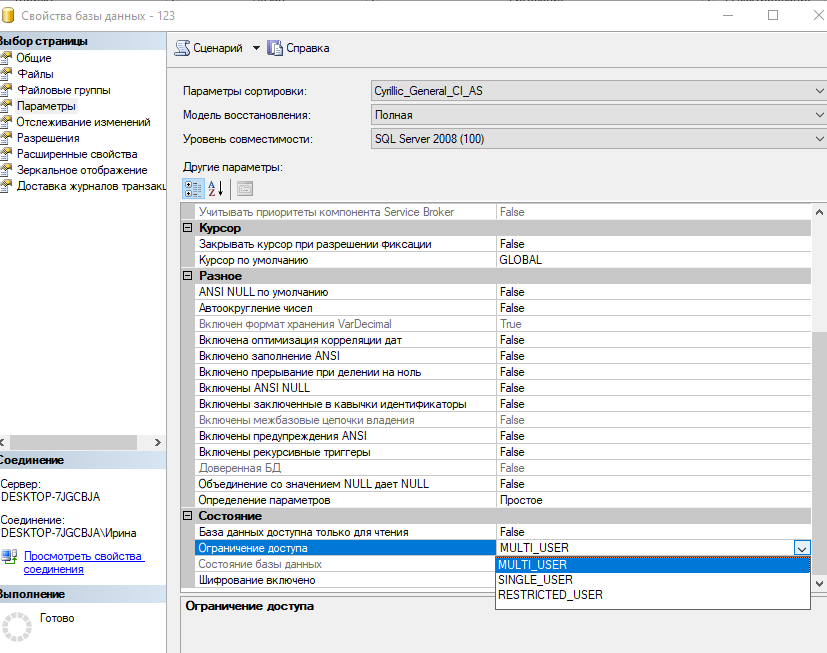 Свойства базы данных - 123
Выбор страницы
Общие
Файлы
Файловые группы
Параметры
Отслеживание изменений
Разрешения
Расширенные свойства
Зеркальное отображение
Доставка журналов транзакц
Соединение
Сервер:
DESKTOP-7JGCBJA
Соединение:
DESKTOP-7JGCBJA\Ирина
Просмотреть свойства
соединения
Выполнение
Готово
Сценарий Справка
Параметры сортировки: Cyrillic_General_CI_AS
Модель восстановления: Полная
Уровень совместимости: SQL Server 2008 (100)
Другие параметры:
Учитывать приоритеты компонента Service Broker False
Курсор
Закрывать курсор при разрешении фиксации False
Курсор по умолчанию GLOBAL
Разное
ANSI NULL по умолчанию False
Автоокругление чисел False
Включен формат хранения VarDecimal True
Включена оптимизация корреляции дат False
Включено заполнение ANSI False
Включено прерывание при делении на ноль False
Включены ANSI NULL False
Включены заключенные в кавычки идентификаторы False
Включены межбазовые цепочки владения False
Включены предупреждения ANSI False
Включены рекурсивные триггеры False
Доверенная БД False
Объединение со значением NULL дает NULL False
Определение параметров Простое
Состояние
База данных доступна только для чтения False
Ограничение доступа MULTI_USER
Состояние базы данных MULTI_USER
Шифрование включено SINGLE_USER
RESTRICTED_USER
Ограничение доступа